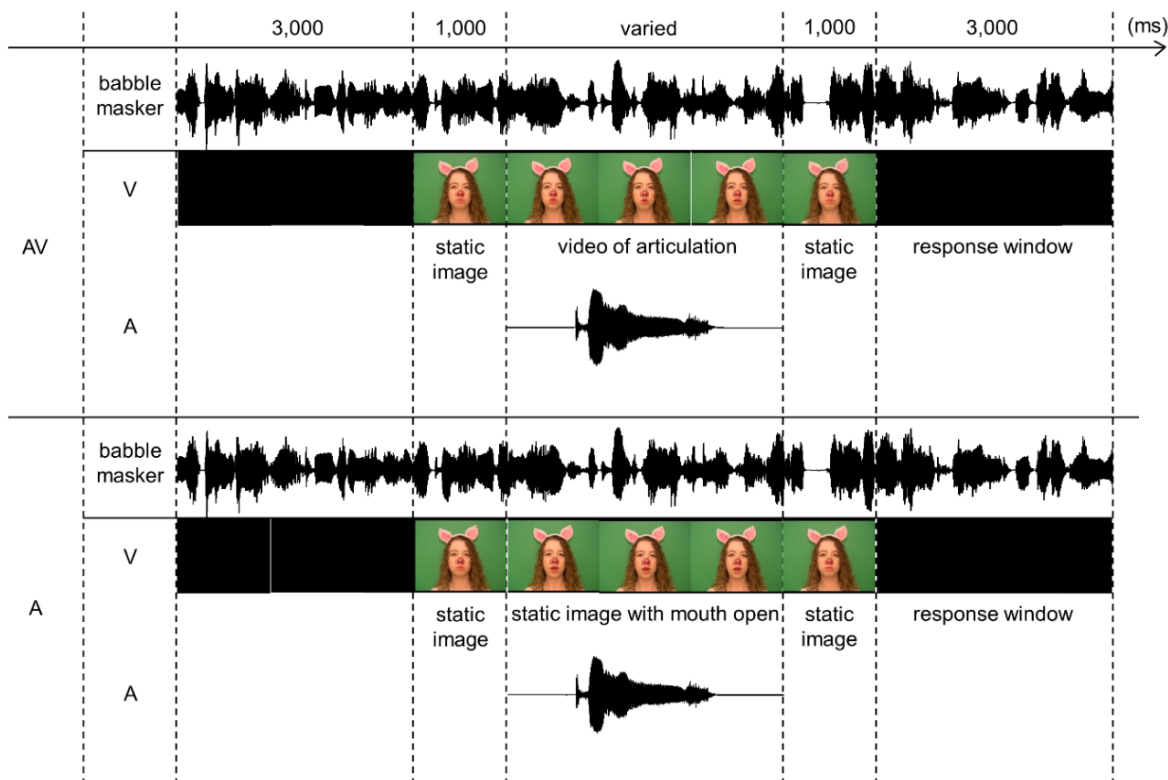 3,000 1,000 varied 1,000 3,000 (ms)
babble
masker
V
AV
static
image
video of articulation
static
image
response window
A
babble
masker
V
A
static
image
static image with mouth open
static
image
response window
A